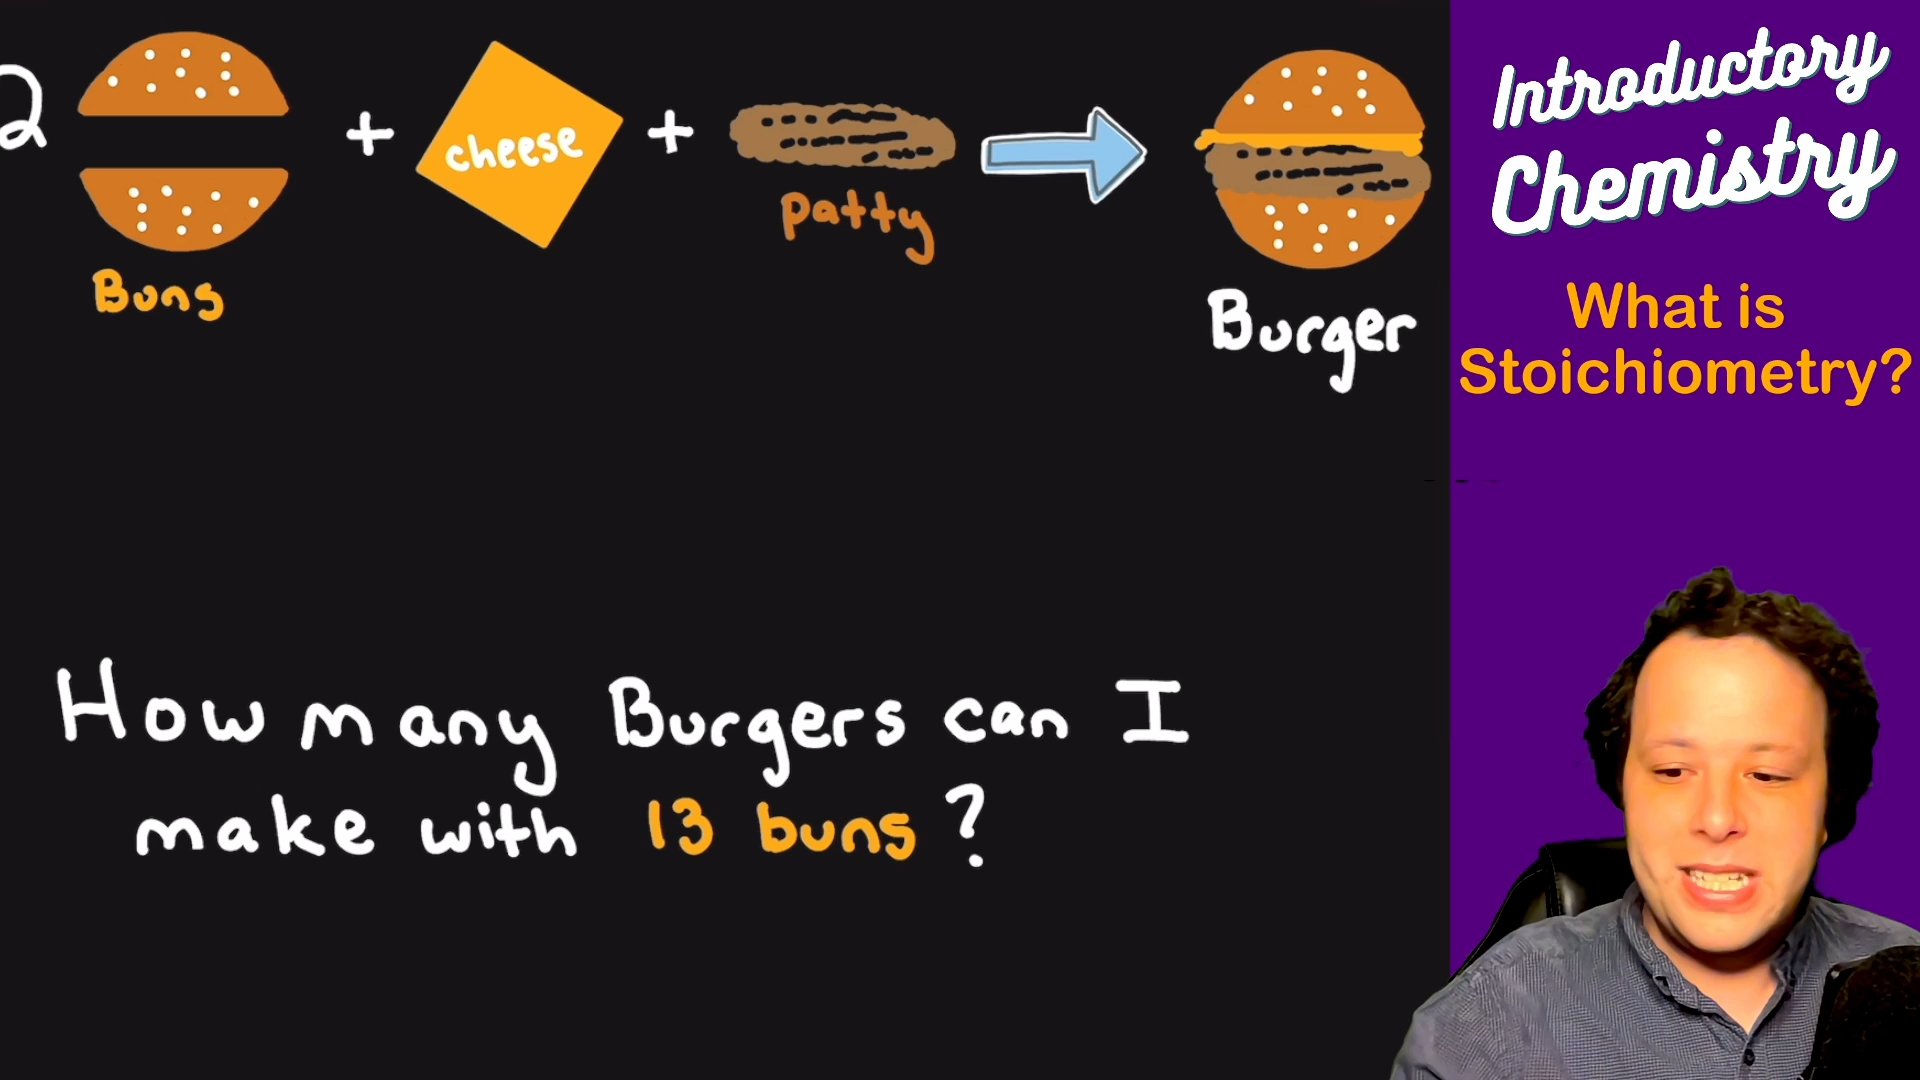 2
+
cheese
+
patty
Buns
Burger
How many Burgers can I
make with 13 buns?
Introductory
Chemistry
What is
Stoichiometry?